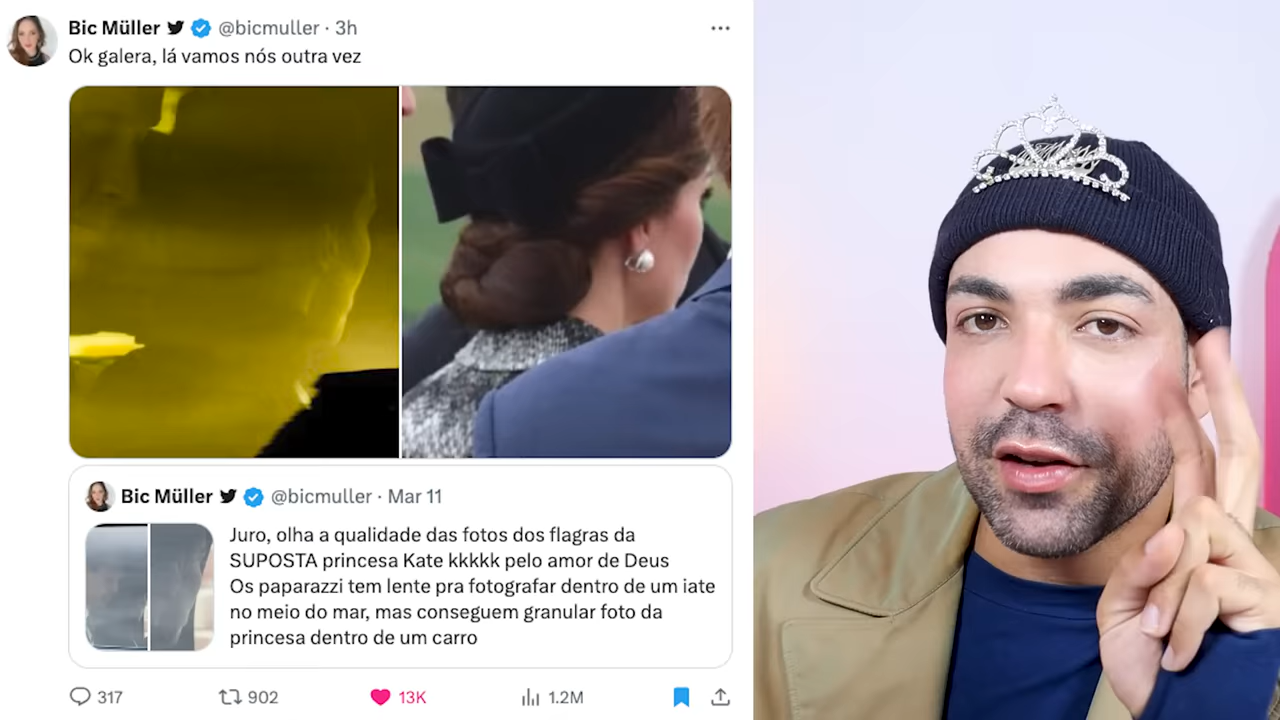 Bic Müller @bicmuller · 3h
Ok galera, lá vamos nós outra vez
Bic Müller @bicmuller · Mar 11
Juro, olha a qualidade das fotos dos flagras da
SUPOSTA princesa Kate kkkkk pelo amor de Deus
Os paparazzi tem lente pra fotografar dentro de um iate
no meio do mar, mas conseguem granular foto da
princesa dentro de um carro
317 902 13K 1.2M